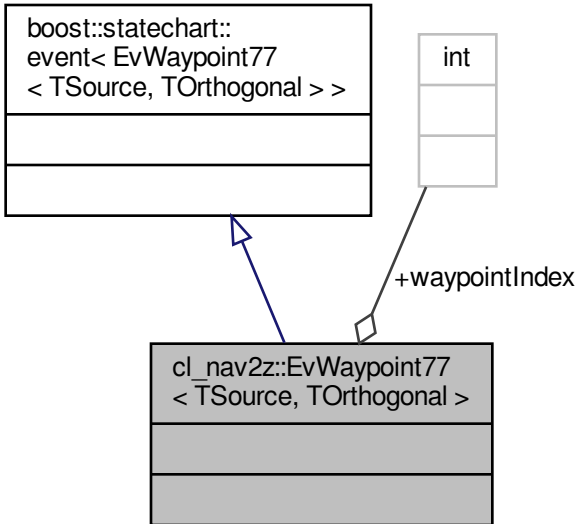 boost::statechart::
event< EvWaypoint77
< TSource, TOrthogonal > >
int
+waypointIndex
cl_nav2z::EvWaypoint77
< TSource, TOrthogonal >